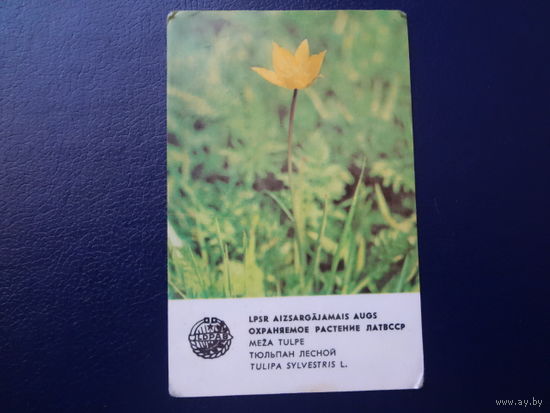 LPSR AIZSARGĀJAMAIS AUGS
ОХРАНЯЕМОЕ РАСТЕНИЕ ЛАТВССР
MEŽA TULPE
ТЮЛЬПАН ЛЕСНОЙ
TULIPA SYLVESTRIS L.
www.ay.by